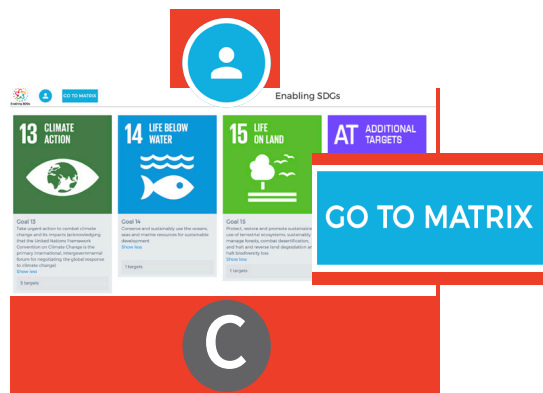 Enabling SDGs
GO TO MATRIX
Enabling SDGs
13 CLIMATE
ACTION
14 LIFE BELOW
WATER
15 LIFE
ON LAND
AT ADDITIONAL
TARGETS
Goal 13
Take urgent action to combat climate
change and its impacts (acknowledging
that the United Nations Framework
Convention on Climate Change is the
primary international, intergovernmental
forum for negotiating the global response
to climate change)
Show less
Goal 14
Conserve and sustainably use the oceans,
seas and marine resources for sustainable
development
Show less
1 targets
Goal 15
Protect, restore and promote sustainable
use of terrestrial ecosystems, sustainably
manage forests, combat desertification,
and halt and reverse land degradation and
halt biodiversity loss
Show less
GO TO MATRIX
C